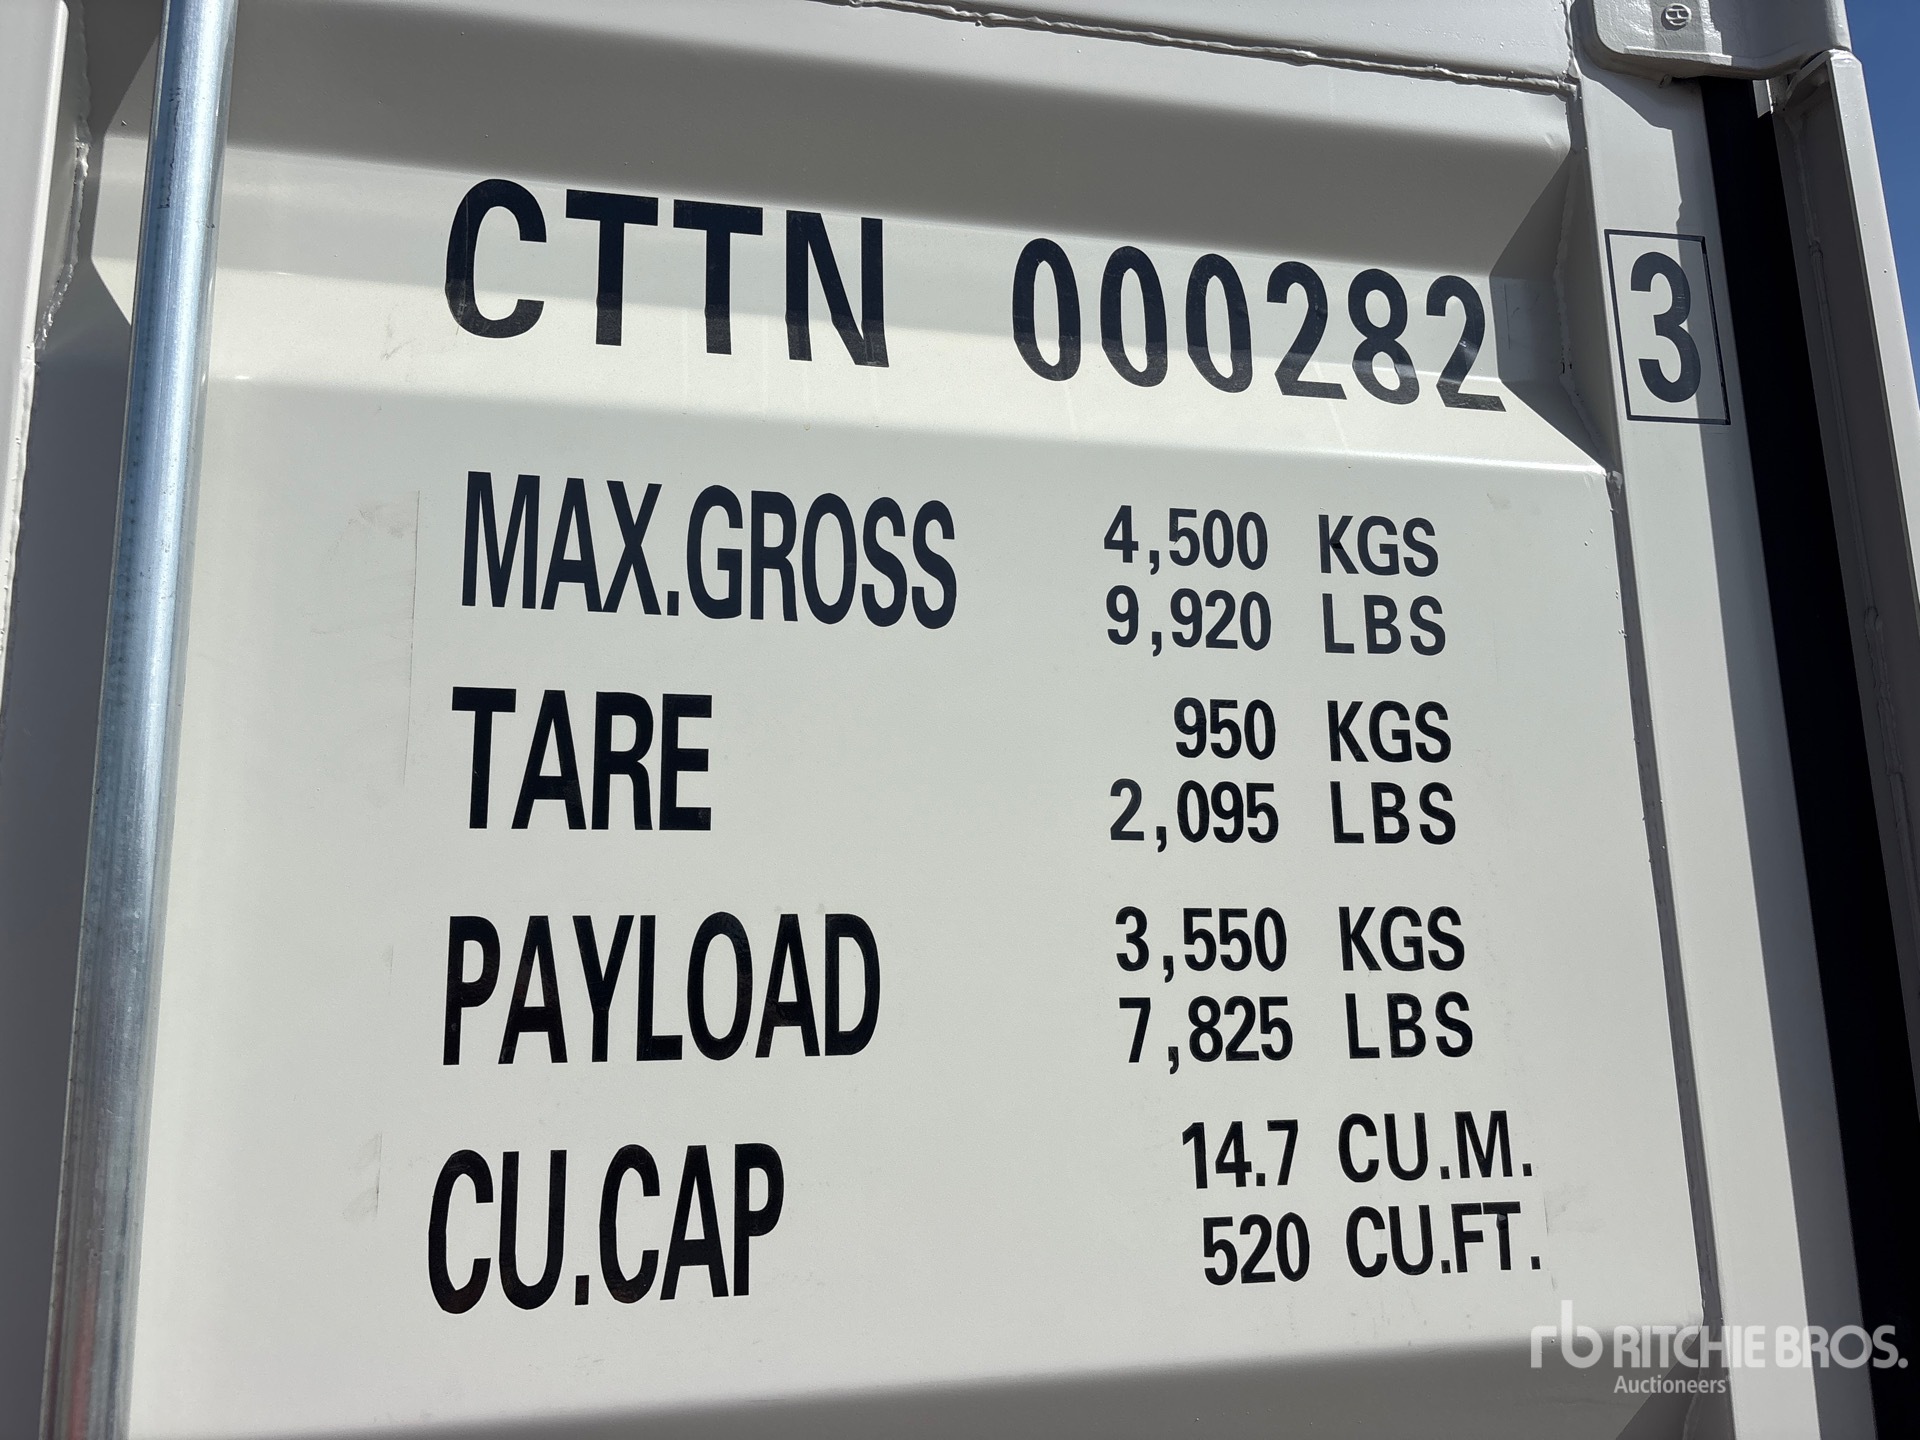 CTTN 000282 3
MAX.GROSS 4,500 KGS
9,920 LBS
TARE 950 KGS
2,095 LBS
PAYLOAD 3,550 KGS
7,825 LBS
CU.CAP 14.7 CU.M.
520 CU.FT.
rb RITCHIE BROS.
Auctioneers